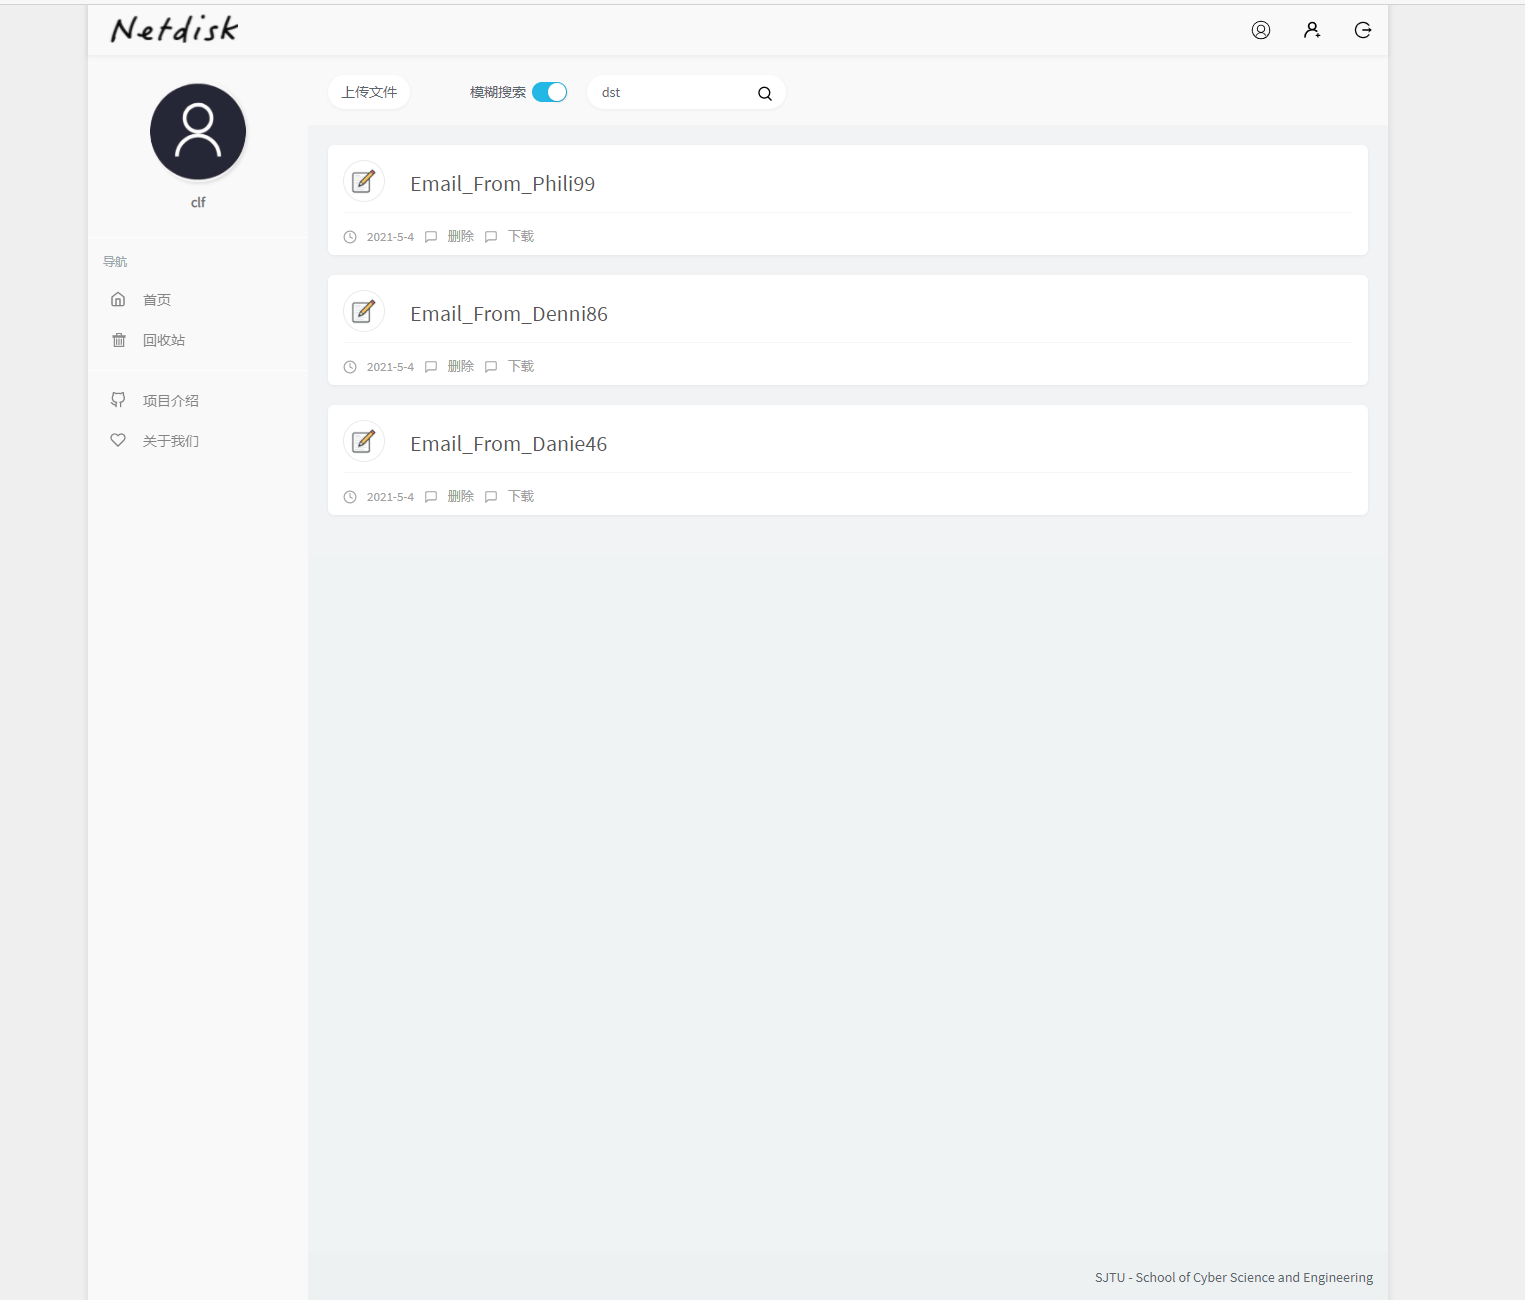 Netdisk
clf
导航
首页
回收站
项目介绍
关于我们
上传文件 模糊搜索 dst
Email_From_Phili99
2021-5-4 删除 下载
Email_From_Denni86
2021-5-4 删除 下载
Email_From_Danie46
2021-5-4 删除 下载
SJTU - School of Cyber Science and Engineering